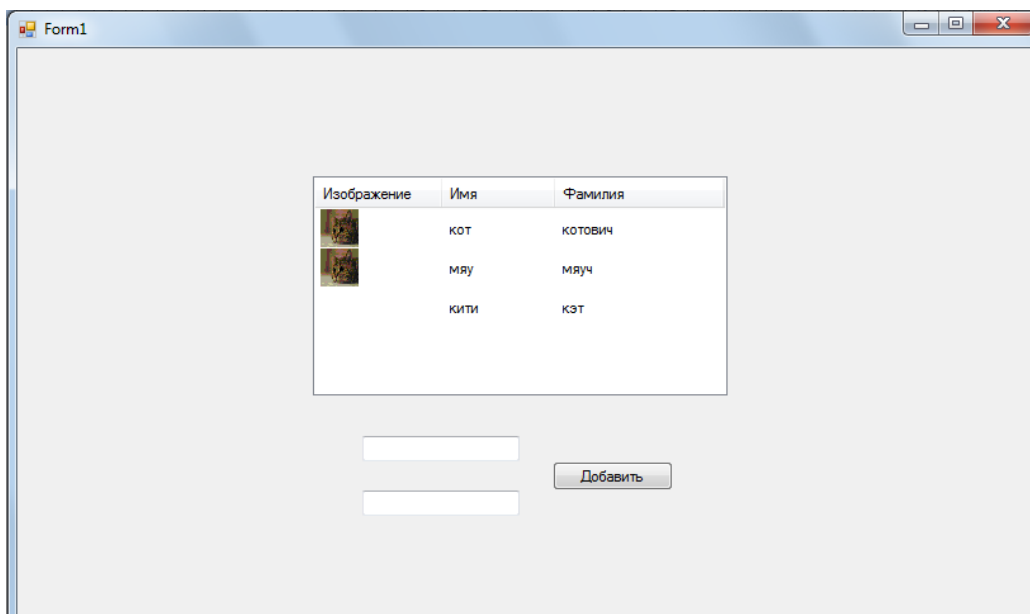 Form1
Изображение Имя Фамилия
кот котович
мяу мяуч
кити кэт
Добавить